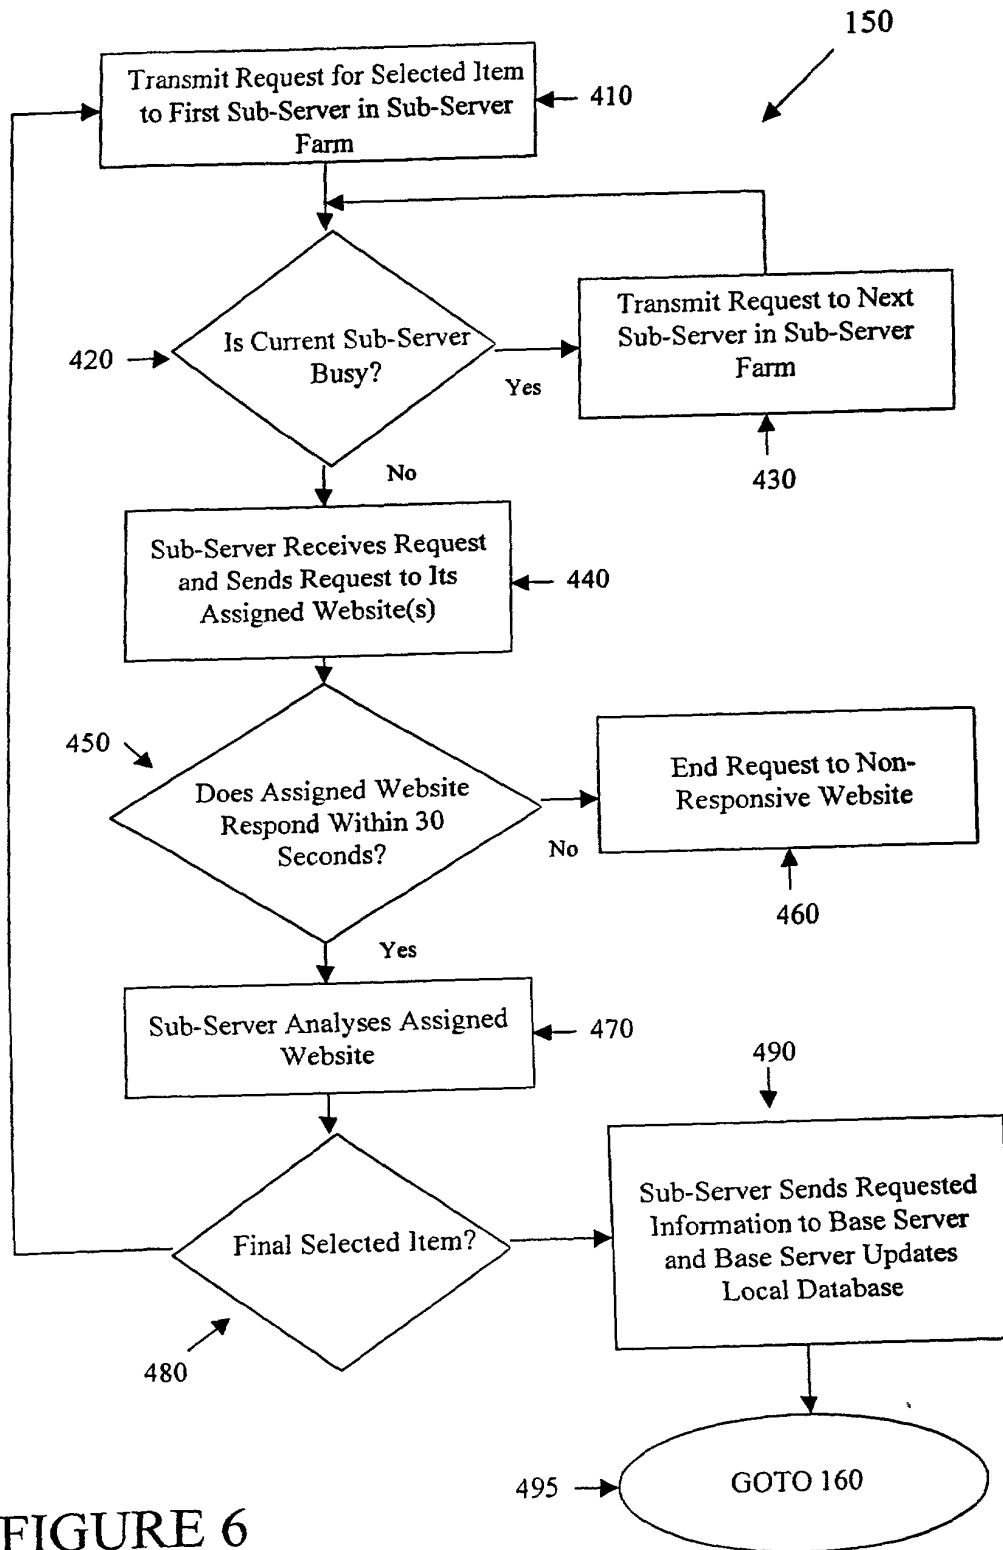 150
Transmit Request for Selected Item
to First Sub-Server in Sub-Server
Farm
410
Is Current Sub-Server
Busy?
420
Yes
Transmit Request to Next
Sub-Server in Sub-Server
Farm
430
No
Sub-Server Receives Request
and Sends Request to Its
Assigned Website(s)
440
450
Does Assigned Website
Respond Within 30
Seconds?
No
End Request to Non-
Responsive Website
460
Yes
Sub-Server Analyses Assigned
Website
470
490
Final Selected Item?
480
Sub-Server Sends Requested
Information to Base Server
and Base Server Updates
Local Database
495
GOTO 160
FIGURE 6